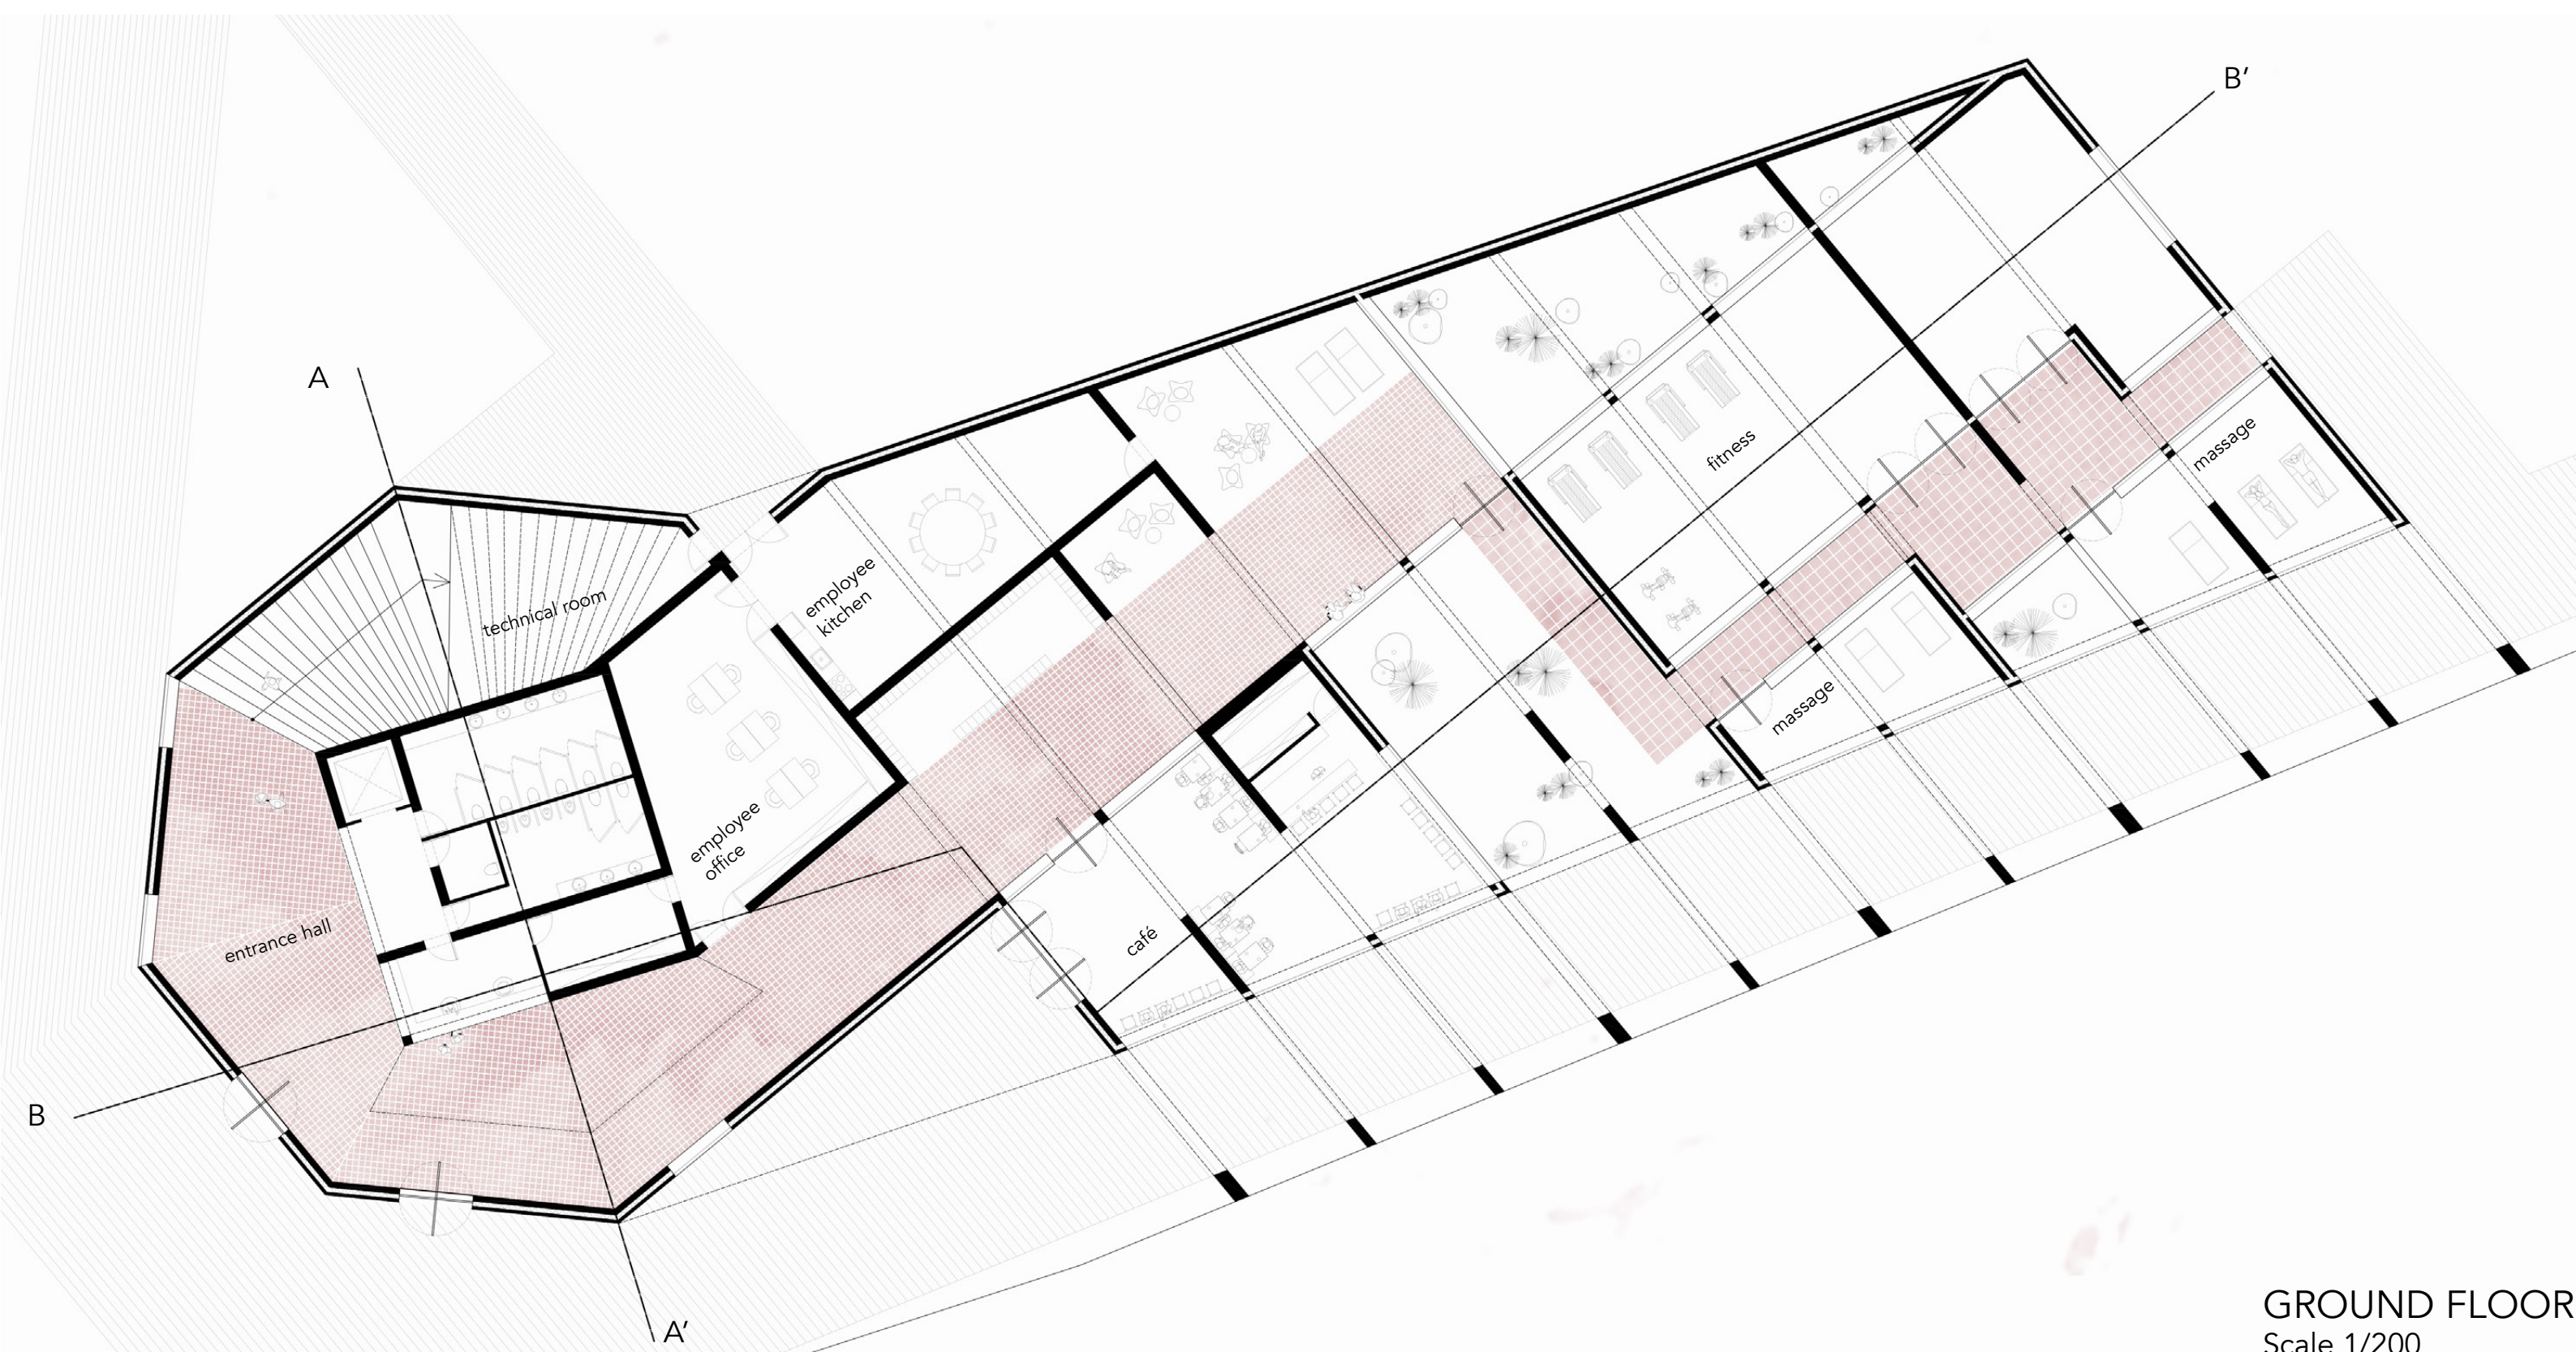 B’
A
technical room
employee
kitchen
fitness
massage
massage
employee
office
entrance hall
café
B
A’
GROUND FLOOR
Scale 1/200